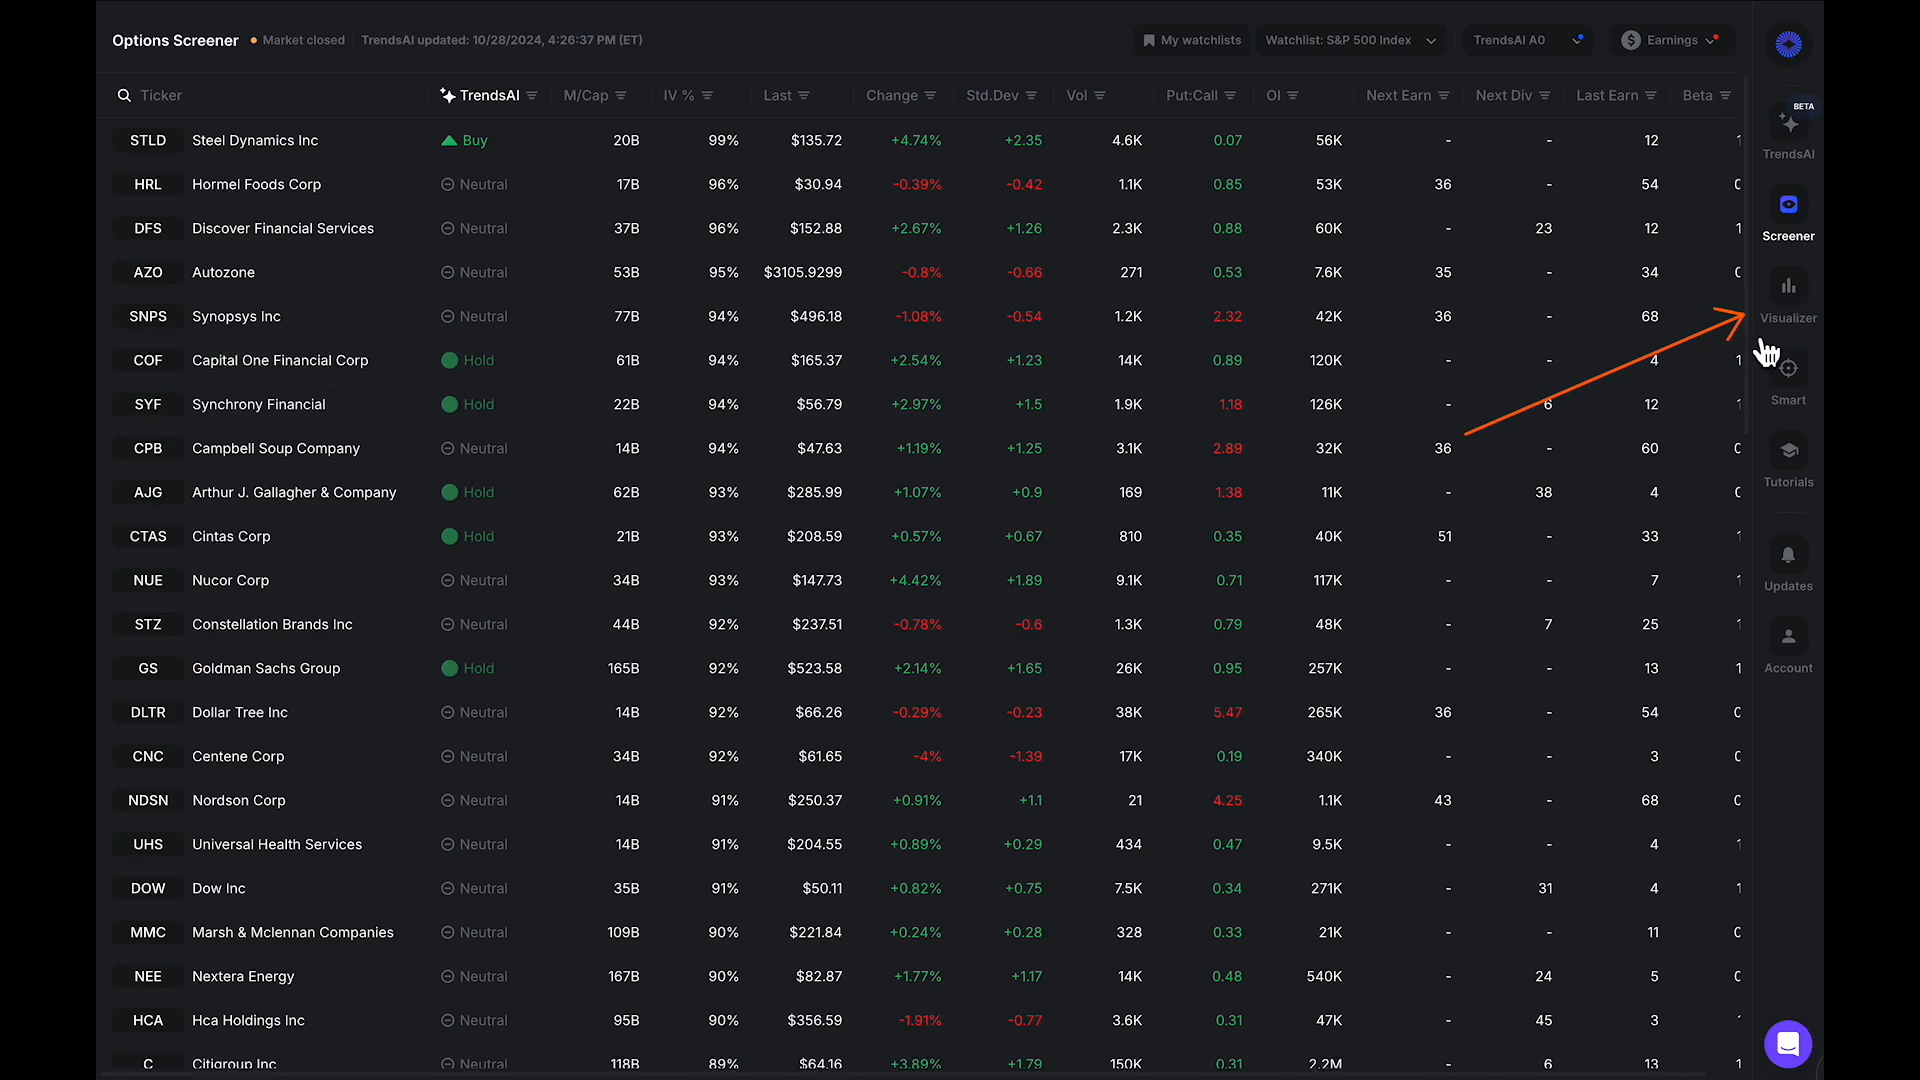 Options Screener Market closed TrendsAI updated: 10/28/2024, 4:26:37 PM (ET) My watchlists Watchlist: S&P 500 Index TrendsAI A0 $ Earnings
Ticker TrendsAI M/Cap IV % Last Change Std.Dev Vol Put:Call OI Next Earn Next Div Last Earn Beta
STLD Steel Dynamics Inc Buy 20B 99% $135.72 +4.74% +2.35 4.6K 0.07 56K - - 12
HRL Hormel Foods Corp Neutral 17B 96% $30.94 -0.39% -0.42 1.1K 0.85 53K 36 - 54
DFS Discover Financial Services Neutral 37B 96% $152.88 +2.67% +1.26 2.3K 0.88 60K - 23 12
AZO Autozone Neutral 53B 95% $3105.9299 -0.8% -0.66 271 0.53 7.6K 35 - 34
SNPS Synopsys Inc Neutral 77B 94% $496.18 -1.08% -0.54 1.2K 2.32 42K 36 - 68
COF Capital One Financial Corp Hold 61B 94% $165.37 +2.54% +1.23 14K 0.89 120K - - 4
SYF Synchrony Financial Hold 22B 94% $56.79 +2.97% +1.5 1.9K 1.18 126K - 6 12
CPB Campbell Soup Company Neutral 14B 94% $47.63 +1.19% +1.25 3.1K 2.89 32K 36 - 60
AJG Arthur J. Gallagher & Company Hold 62B 93% $285.99 +1.07% +0.9 169 1.38 11K - 38 4
CTAS Cintas Corp Hold 21B 93% $208.59 +0.57% +0.67 810 0.35 40K 51 - 33
NUE Nucor Corp Neutral 34B 93% $147.73 +4.42% +1.89 9.1K 0.71 117K - - 7
STZ Constellation Brands Inc Neutral 44B 92% $237.51 -0.78% -0.6 1.3K 0.79 48K - 7 25
GS Goldman Sachs Group Hold 165B 92% $523.58 +2.14% +1.65 26K 0.95 257K - - 13
DLTR Dollar Tree Inc Neutral 14B 92% $66.26 -0.29% -0.23 38K 5.47 265K 36 - 54
CNC Centene Corp Neutral 34B 92% $61.65 -4% -1.39 17K 0.19 340K - - 3
NDSN Nordson Corp Neutral 14B 91% $250.37 +0.91% +1.1 21 4.25 1.1K 43 - 68
UHS Universal Health Services Neutral 14B 91% $204.55 +0.89% +0.29 434 0.47 9.5K - - 4
DOW Dow Inc Neutral 35B 91% $50.11 +0.82% +0.75 7.5K 0.34 271K - 31 4
MMC Marsh & Mclennan Companies Neutral 109B 90% $221.84 +0.24% +0.28 328 0.33 21K - - 11
NEE Nextera Energy Neutral 167B 90% $82.87 +1.77% +1.17 14K 0.48 540K - 24 5
HCA Hca Holdings Inc Neutral 95B 90% $356.59 -1.91% -0.77 3.6K 0.31 47K - 45 3
C Citigroup Inc Neutral 118B 89% $64.16 +3.89% +1.79 150K 0.31 2.2M - 6 13
BETA
TrendsAI
Screener
Visualizer
Smart
Tutorials
Updates
Account